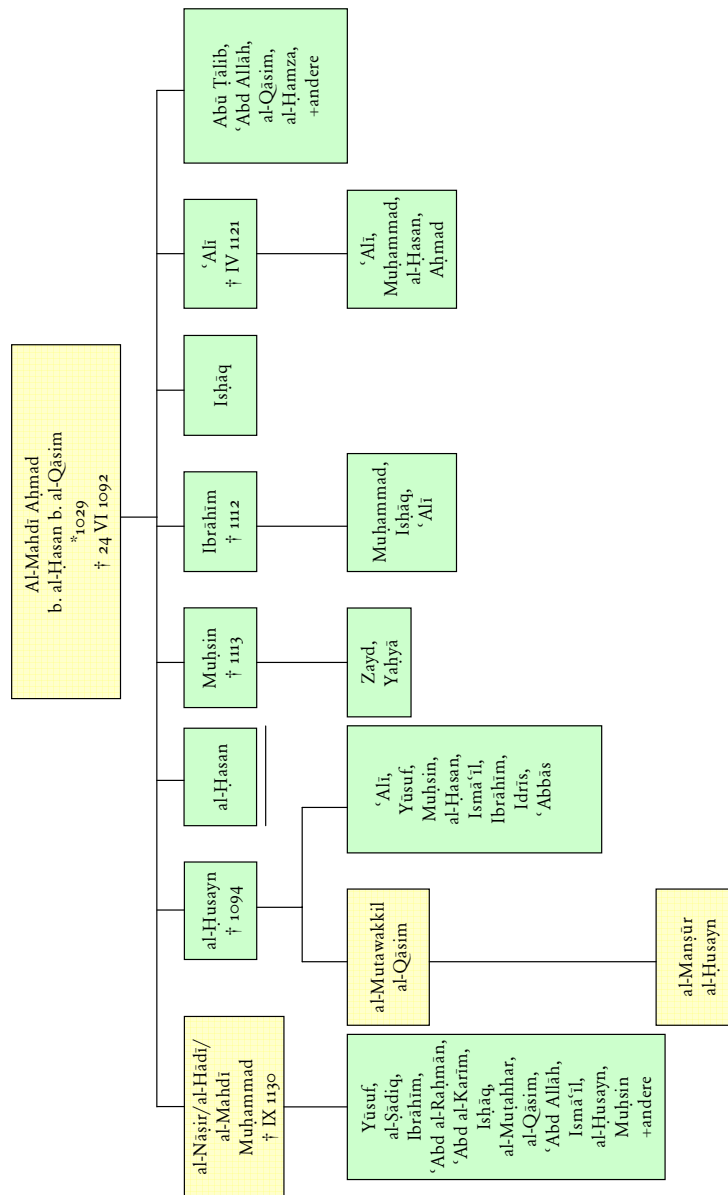 Al-Mahdī Aḥmad
b. al-Ḥasan b. al-Qāsim
*1029
† 24 VI 1092
al-Nāṣir/ al-Hādī/
al-Mahdī
Muḥammad
† IX 1130
al-Ḥusayn
† 1094
al-Ḥasan
Muḥsin
† 1113
Ibrāhīm
† 1112
Isḥāq
ʿAlī
† IV 1121
Abū Ṭālib,
ʿAbd Allāh,
al-Qāsim,
al-Ḥamza,
+andere
Yūsuf,
al-Ṣādiq,
Ibrāhīm,
ʿAbd al-Raḥmān,
ʿAbd al-Karīm,
Isḥāq,
al-Muṭahhar,
al-Qāsim,
ʿAbd Allāh,
Ismāʿīl,
al-Ḥusayn,
Muḥsin
+andere
al-Mutawakkil
al-Qāsim
ʿAlī,
Yūsuf,
Muḥsin,
al-Ḥasan,
Ismāʿīl,
Ibrāhīm,
Idrīs,
ʿAbbās
Zayd,
Yaḥyā
Muḥammad,
Isḥāq,
ʿAlī
ʿAlī,
Muḥammad,
al-Ḥasan,
Aḥmad
al-Manṣūr
al-Ḥusayn